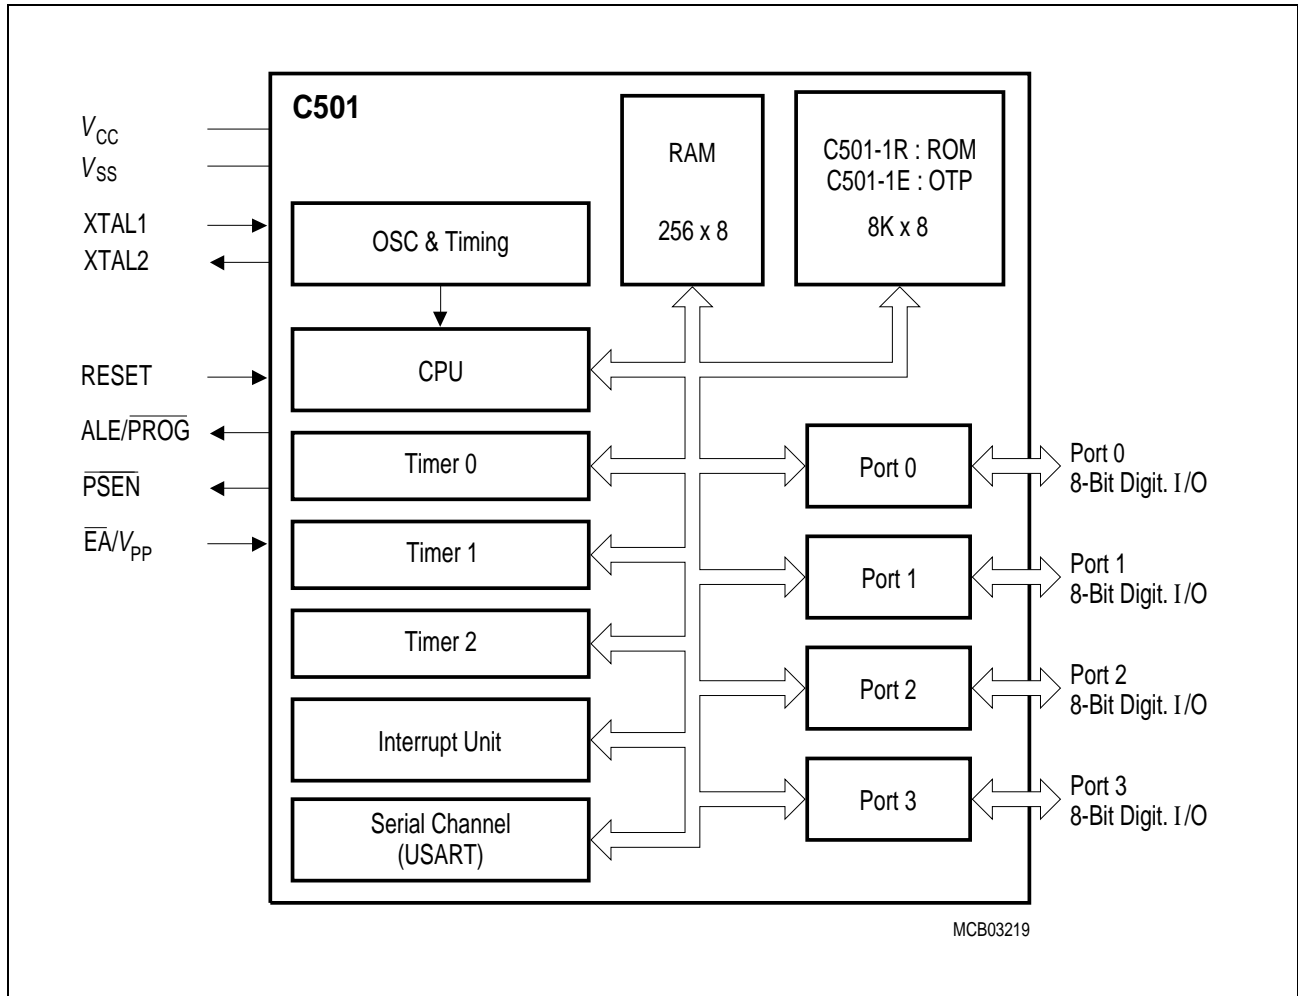 C501
V_CC
V_SS
XTAL1
XTAL2
RESET
ALE/P̅R̅O̅G̅
P̅S̅E̅N̅
E̅A̅/V_PP
OSC & Timing
CPU
Timer 0
Timer 1
Timer 2
Interrupt Unit
Serial Channel
(USART)
RAM
256 x 8
C501-1R : ROM
C501-1E : OTP
8K x 8
Port 0
Port 1
Port 2
Port 3
Port 0
8-Bit Digit. I/O
Port 1
8-Bit Digit. I/O
Port 2
8-Bit Digit. I/O
Port 3
8-Bit Digit. I/O
MCB03219